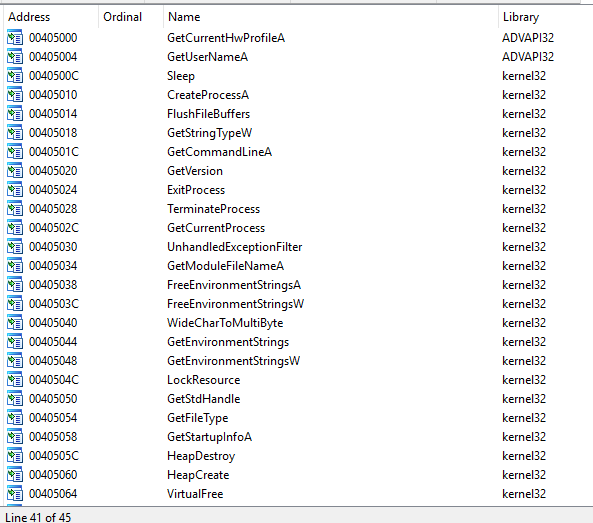 Address Ordinal Name Library
00405000 GetCurrentHwProfileA ADVAPI32
00405004 GetUserNameA ADVAPI32
0040500C Sleep kernel32
00405010 CreateProcessA kernel32
00405014 FlushFileBuffers kernel32
00405018 GetStringTypeW kernel32
0040501C GetCommandLineA kernel32
00405020 GetVersion kernel32
00405024 ExitProcess kernel32
00405028 TerminateProcess kernel32
0040502C GetCurrentProcess kernel32
00405030 UnhandledExceptionFilter kernel32
00405034 GetModuleFileNameA kernel32
00405038 FreeEnvironmentStringsA kernel32
0040503C FreeEnvironmentStringsW kernel32
00405040 WideCharToMultiByte kernel32
00405044 GetEnvironmentStrings kernel32
00405048 GetEnvironmentStringsW kernel32
0040504C LockResource kernel32
00405050 GetStdHandle kernel32
00405054 GetFileType kernel32
00405058 GetStartupInfoA kernel32
0040505C HeapDestroy kernel32
00405060 HeapCreate kernel32
00405064 VirtualFree kernel32
Line 41 of 45